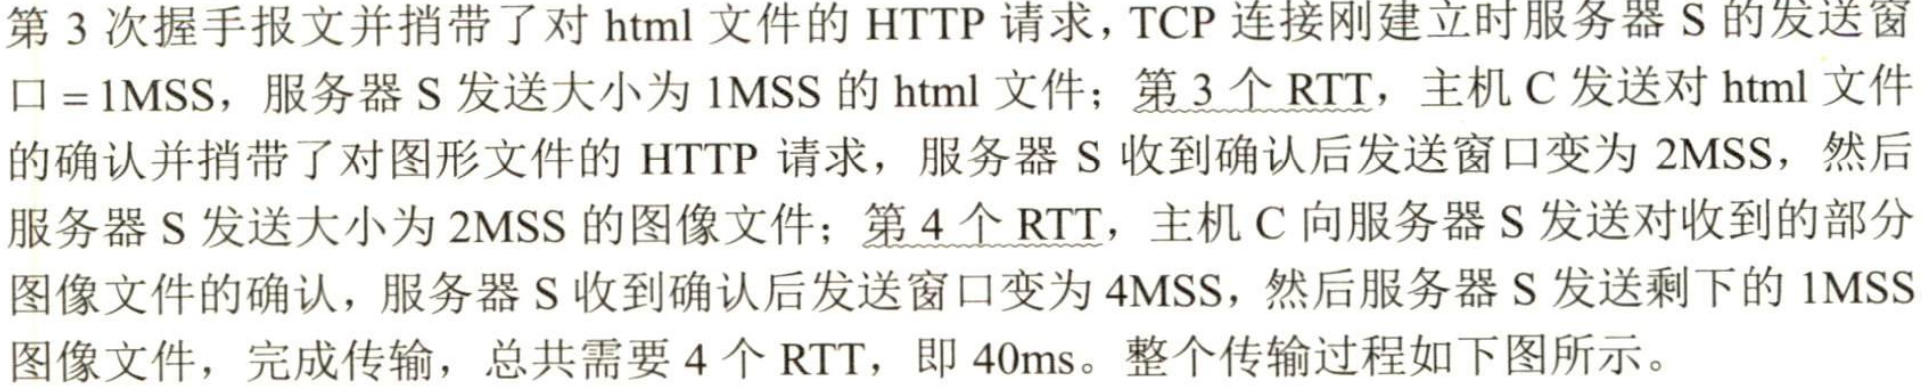 第 3 次握手报文并捎带了对 html 文件的 HTTP 请求，TCP 连接刚建立时服务器 S 的发送窗
口 = 1MSS，服务器 S 发送大小为 1MSS 的 html 文件；第 3 个 RTT，主机 C 发送对 html 文件
的确认并捎带了对图形文件的 HTTP 请求，服务器 S 收到确认后发送窗口变为 2MSS，然后
服务器 S 发送大小为 2MSS 的图像文件；第 4 个 RTT，主机 C 向服务器 S 发送对收到的部分
图像文件的确认，服务器 S 收到确认后发送窗口变为 4MSS，然后服务器 S 发送剩下的 1MSS
图像文件，完成传输，总共需要 4 个 RTT，即 40ms。整个传输过程如下图所示。